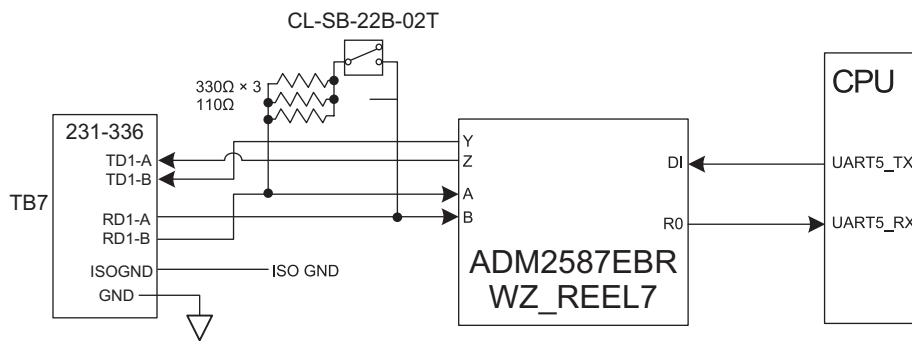 CL-SB-22B-02T
330Ω × 3
110Ω
CPU
231-336
Y
TD1-A
Z
DI
UART5_TX
TD1-B
TB7
A
RD1-A
B
R0
UART5_RX
RD1-B
ADM2587EBR
WZ_REEL7
ISOGND
ISO GND
GND